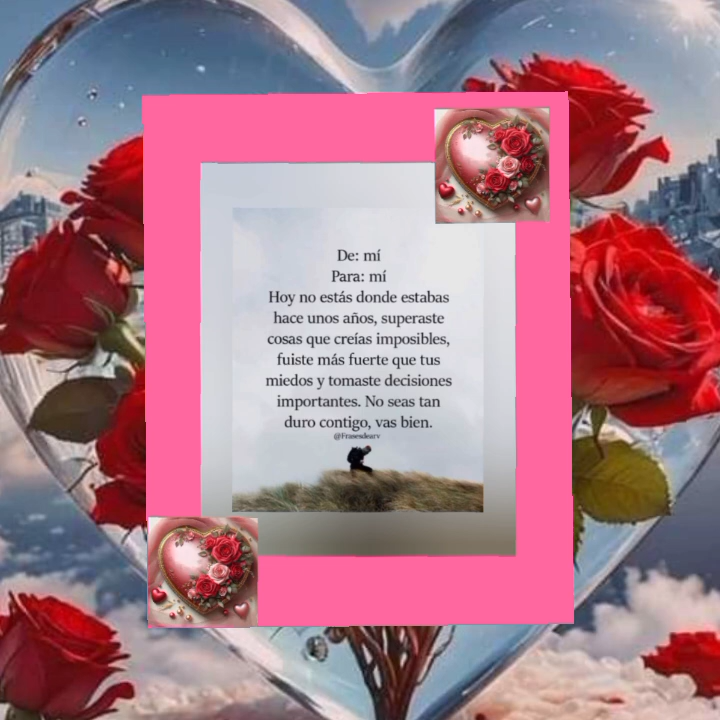 De: mí
Para: mí
Hoy no estás donde estabas
hace unos años, superaste
cosas que creías imposibles,
fuiste más fuerte que tus
miedos y tomaste decisiones
importantes. No seas tan
duro contigo, vas bien.
@Frasesdearv